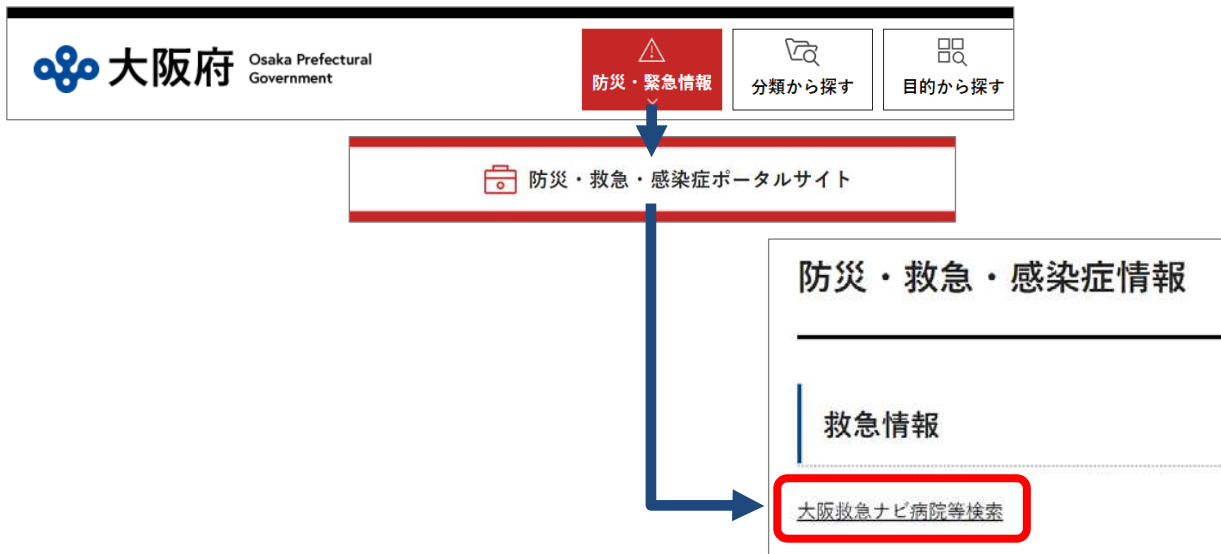 大阪府 Osaka Prefectural
Government
防災・緊急情報
分類から探す
目的から探す
防災・救急・感染症ポータルサイト
防災・救急・感染症情報
救急情報
大阪救急ナビ病院等検索